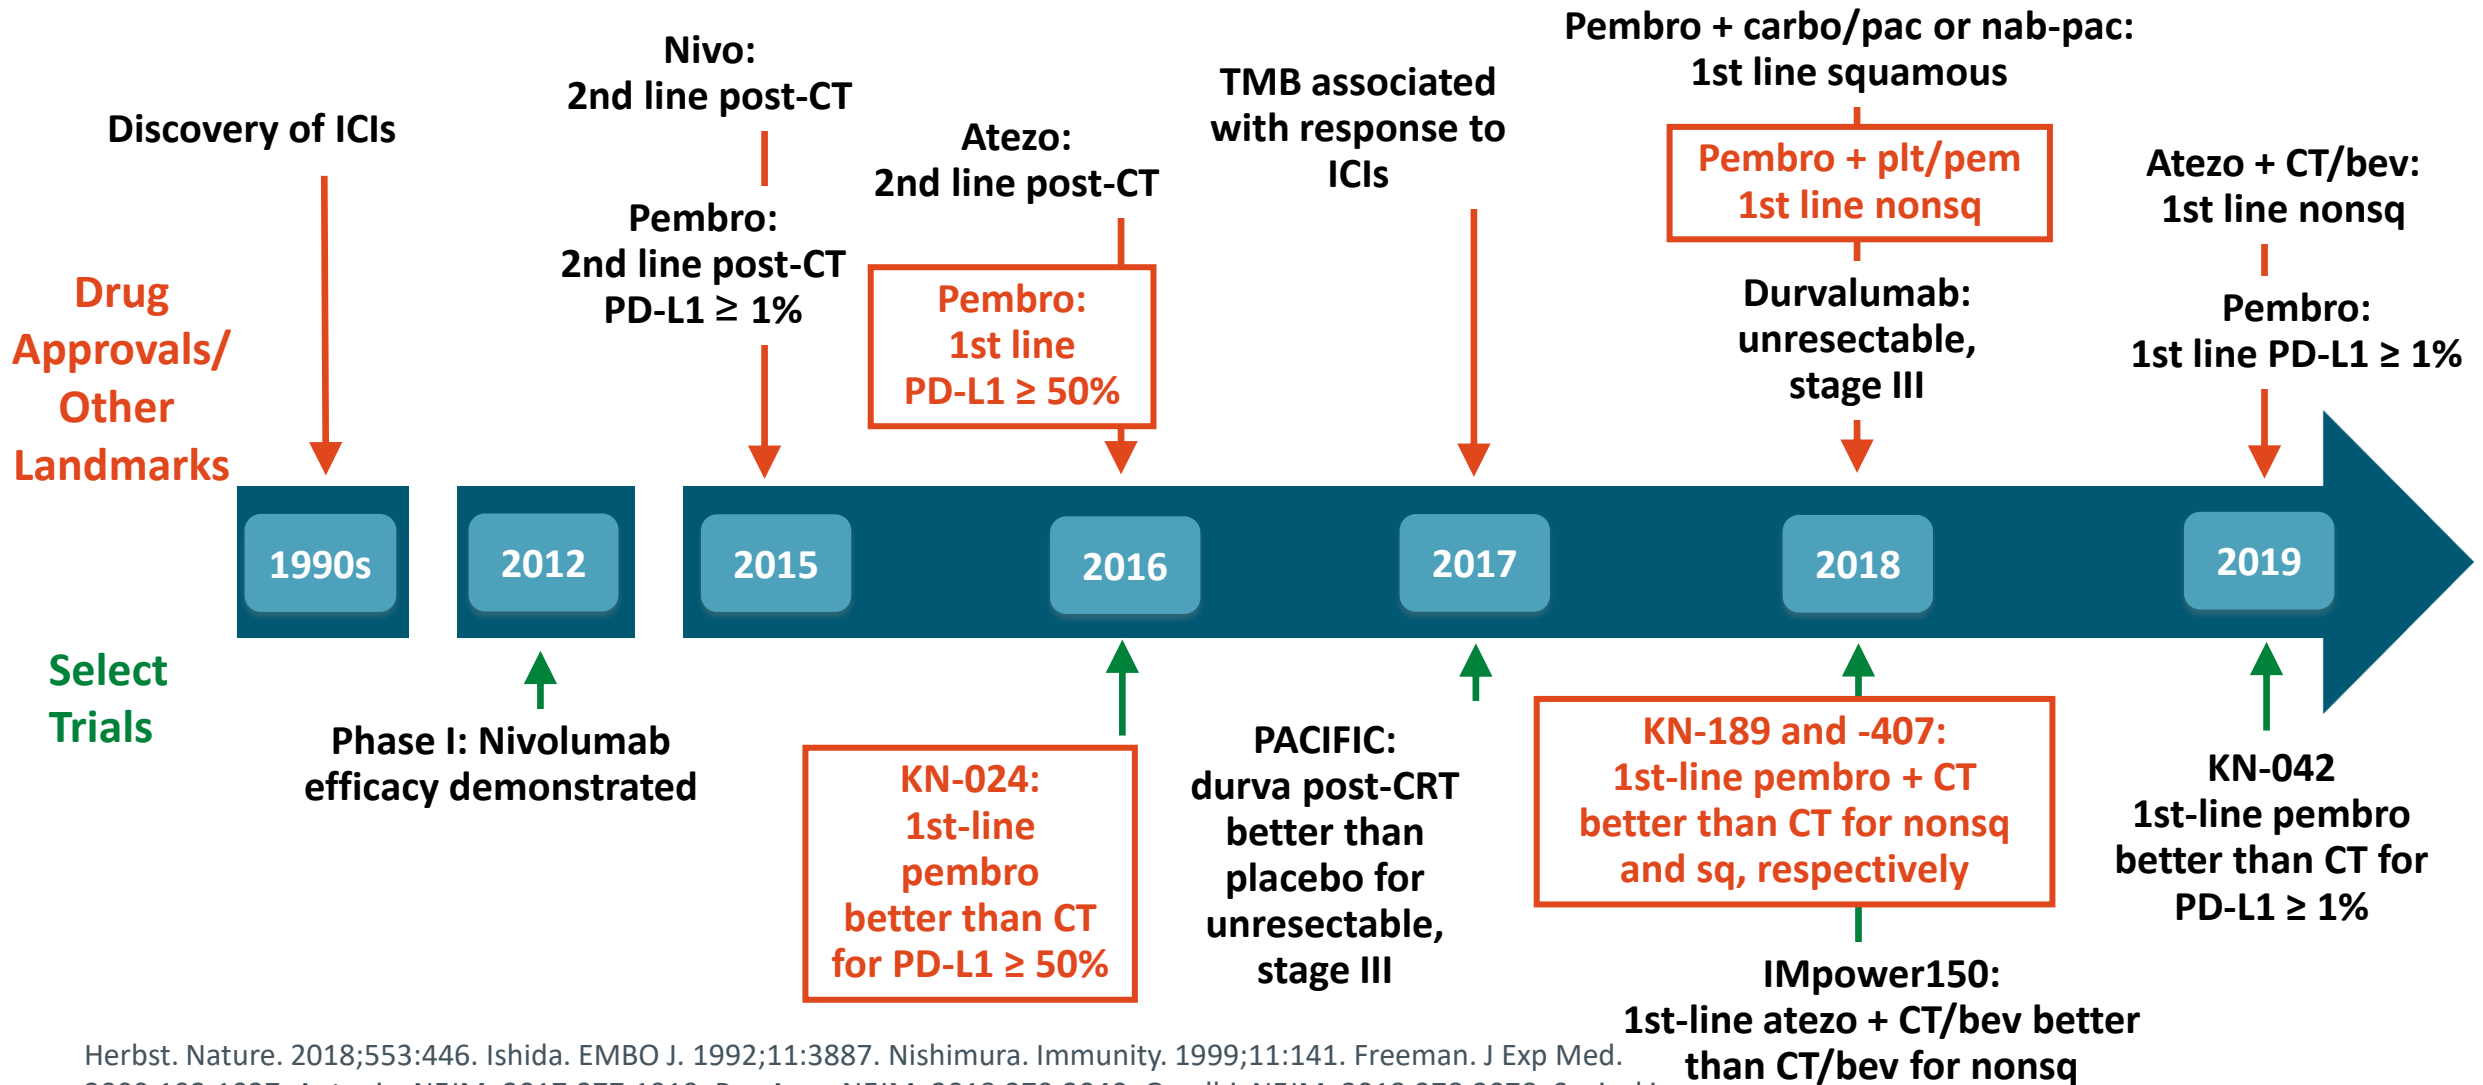 Discovery of ICIs
Nivo:
2nd line post-CT
Pembro:
2nd line post-CT
PD-L1 ≥ 1%
Atezo:
2nd line post-CT
Pembro:
1st line
PD-L1 ≥ 50%
TMB associated
with response to
ICIs
Pembro + carbo/pac or nab-pac:
1st line squamous
Pembro + plt/pem
1st line nonsq
Durvalumab:
unresectable,
stage III
Atezo + CT/bev:
1st line nonsq
Pembro:
1st line PD-L1 ≥ 1%
Drug
Approvals/
Other
Landmarks
1990s
2012
2015
2016
2017
2018
2019
Select
Trials
Phase I: Nivolumab
efficacy demonstrated
KN-024:
1st-line
pembro
better than CT
for PD-L1 ≥ 50%
PACIFIC:
durva post-CRT
better than
placebo for
unresectable,
stage III
KN-189 and -407:
1st-line pembro + CT
better than CT for nonsq
and sq, respectively
IMpower150:
1st-line atezo + CT/bev better
than CT/bev for nonsq
KN-042
1st-line pembro
better than CT for
PD-L1 ≥ 1%
Herbst. Nature. 2018;553:446. Ishida. EMBO J. 1992;11:3887. Nishimura. Immunity. 1999;11:141. Freeman. J Exp Med.